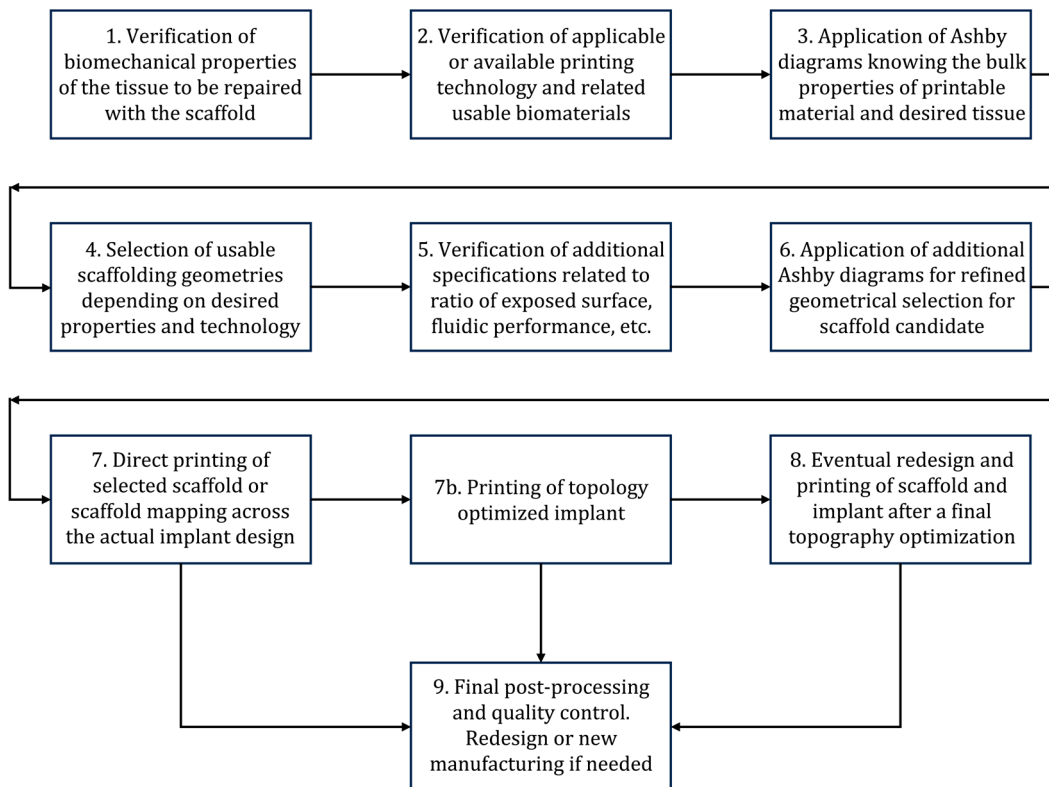 1. Verification of
biomechanical properties
of the tissue to be repaired
with the scaffold
2. Verification of applicable
or available printing
technology and related
usable biomaterials
3. Application of Ashby
diagrams knowing the bulk
properties of printable
material and desired tissue
4. Selection of usable
scaffolding geometries
depending on desired
properties and technology
5. Verification of additional
specifications related to
ratio of exposed surface,
fluidic performance, etc.
6. Application of additional
Ashby diagrams for refined
geometrical selection for
scaffold candidate
7. Direct printing of
selected scaffold or
scaffold mapping across
the actual implant design
7b. Printing of topology
optimized implant
8. Eventual redesign and
printing of scaffold and
implant after a final
topography optimization
9. Final post-processing
and quality control.
Redesign or new
manufacturing if needed